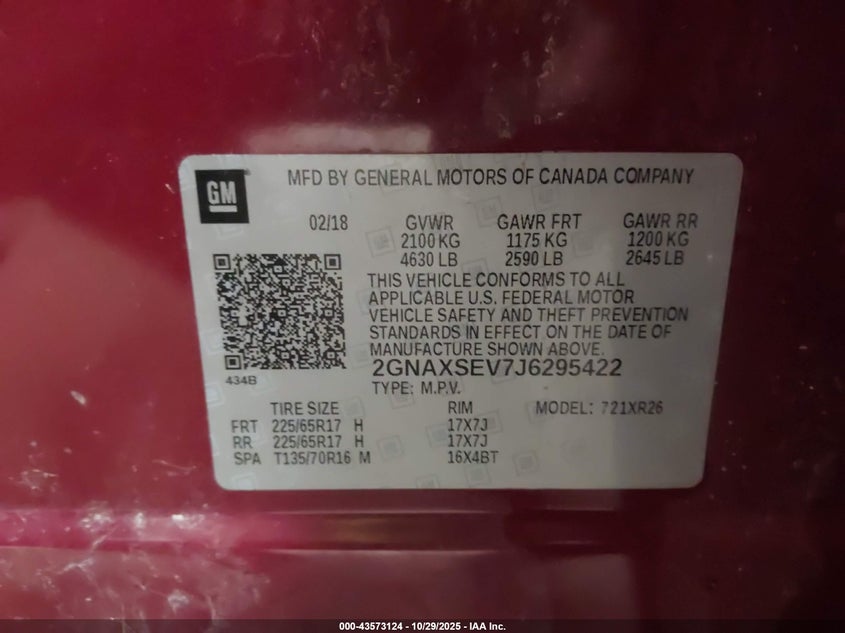 GM
MFD BY GENERAL MOTORS OF CANADA COMPANY
02/18 GVWR GAWR FRT GAWR RR
2100 KG 1175 KG 1200 KG
4630 LB 2590 LB 2645 LB
THIS VEHICLE CONFORMS TO ALL
APPLICABLE U.S. FEDERAL MOTOR
VEHICLE SAFETY AND THEFT PREVENTION
STANDARDS IN EFFECT ON THE DATE OF
MANUFACTURE SHOWN ABOVE.
434B
2GNAXSEV7J6295422
TYPE: M.P.V.
TIRE SIZE RIM MODEL: 721XR26
FRT 225/65R17 H 17X7J
RR 225/65R17 H 17X7J
SPA T135/70R16 M 16X4BT
000-43573124 - 10/29/2025 - IAA Inc.